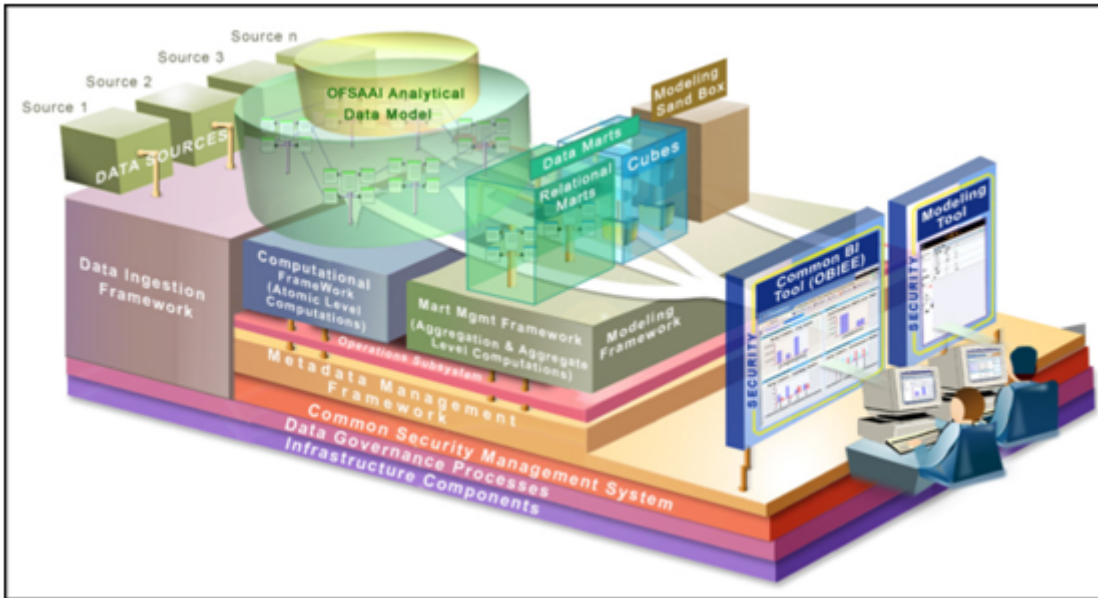 Source n
Source 3
Source 2
Source 1
DATA SOURCES
OFSAAI Analytical
Data Model
Modeling
Sand Box
Data Marts
Cubes
Relational
Marts
Modeling
Tool
SECURITY
Common BI
Tool (OBIEE)
SECURITY
Data Ingestion
Framework
Computational
FrameWork
(Atomic Level
Computations)
Mart Mgmt Framework
(Aggregation & Aggregate
Level Computations)
Modeling
Framework
Operations Subsystem
Metadata Management
Framework
Common Security Management System
Data Governance Processes
Infrastructure Components